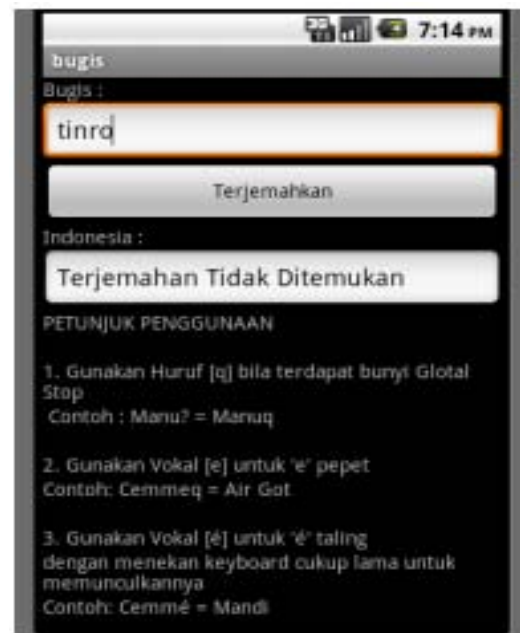 7:14 PM
bugis
Bugis :
tinro
Terjemahkan
Indonesia :
Terjemahan Tidak Ditemukan
PETUNJUK PENGGUNAAN
1. Gunakan Huruf [q] bila terdapat bunyi Glotal
Stop
Contoh : Manu? = Manuq
2. Gunakan Vokal [e] untuk 'e' pepet
Contoh: Cemmeq = Air Got
3. Gunakan Vokal [é] untuk 'é' taling
dengan menekan keyboard cukup lama untuk
memunculkannya
Contoh: Cemmé = Mandi